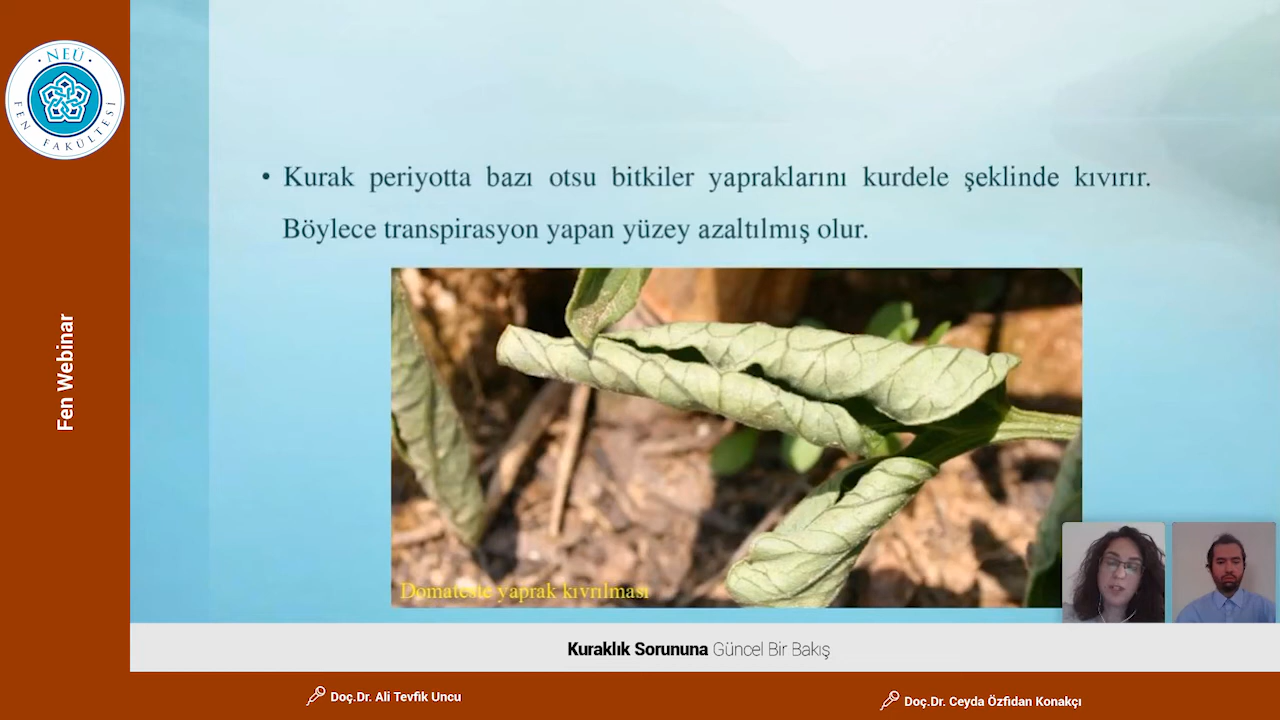 NEÜ
FEN FAKÜLTESİ
Fen Webinar
• Kurak periyotta bazı otsu bitkiler yapraklarını kurdele şeklinde kıvırır.
Böylece transpirasyon yapan yüzey azaltılmış olur.
Domateste yaprak kıvrılması
Kuraklık Sorununa Güncel Bir Bakış
Doç.Dr. Ali Tevfik Uncu
Doç.Dr. Ceyda Özfidan Konakçı